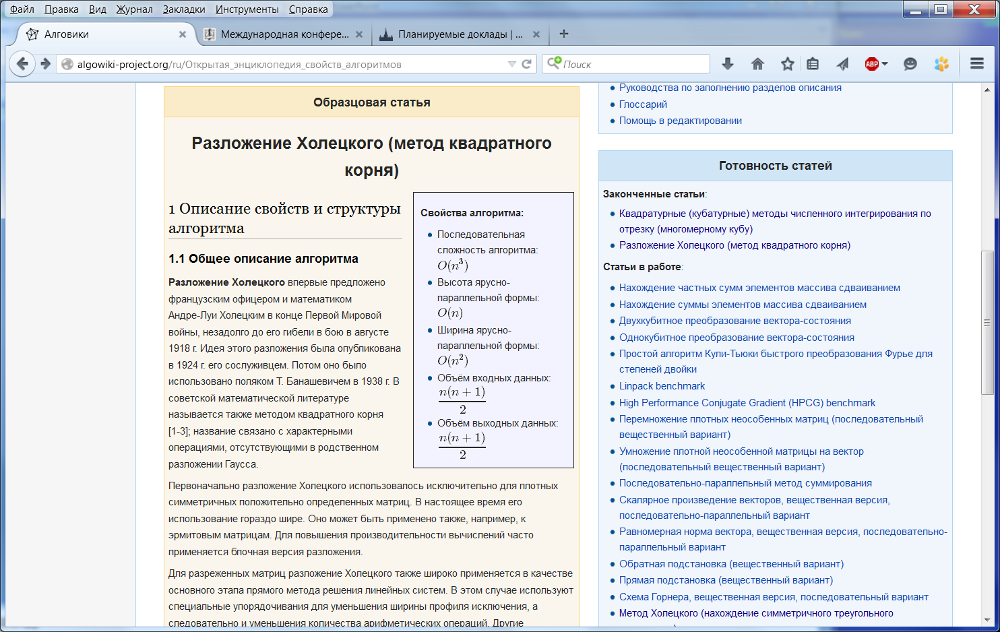 Файл Правка Вид Журнал Закладки Инструменты Справка
Алговики
Международная конфере...
Планируемые доклады | ...
algowiki-project.org/ru/Открытая_энциклопедия_свойств_алгоритмов
Поиск
ABP
Образцовая статья
Разложение Холецкого (метод квадратного
корня)
1 Описание свойств и структуры
алгоритма
1.1 Общее описание алгоритма
Разложение Холецкого впервые предложено
французским офицером и математиком
Андре-Луи Холецким в конце Первой Мировой
войны, незадолго до его гибели в бою в августе
1918 г. Идея этого разложения была опубликована
в 1924 г. его сослуживцем. Потом оно было
использовано поляком Т. Банашевичем в 1938 г. В
советской математической литературе
называется также методом квадратного корня
[1-3]; название связано с характерными
операциями, отсутствующими в родственном
разложении Гаусса.
Свойства алгоритма:
Последовательная
сложность алгоритма:
O(n³)
Высота ярусно-
параллельной формы:
O(n)
Ширина ярусно-
параллельной формы:
O(n²)
Объём входных данных:
n(n + 1)
2
Объём выходных данных:
n(n + 1)
2
Первоначально разложение Холецкого использовалось исключительно для плотных
симметричных положительно определенных матриц. В настоящее время его
использование гораздо шире. Оно может быть применено также, например, к
эрмитовым матрицам. Для повышения производительности вычислений часто
применяется блочная версия разложения.
Для разреженных матриц разложение Холецкого также широко применяется в качестве
основного этапа прямого метода решения линейных систем. В этом случае используют
специальные упорядочивания для уменьшения ширины профиля исключения, а
следовательно и уменьшения количества арифметических операций. Другие
Руководства по заполнению разделов описания
Глоссарий
Помощь в редактировании
Готовность статей
Законченные статьи:
Квадратурные (кубатурные) методы численного интегрирования по
отрезку (многомерному кубу)
Разложение Холецкого (метод квадратного корня)
Статьи в работе:
Нахождение частных сумм элементов массива сдваиванием
Нахождение суммы элементов массива сдваиванием
Двухкубитное преобразование вектора-состояния
Однокубитное преобразование вектора-состояния
Простой алгоритм Кули-Тьюки быстрого преобразования Фурье для
степеней двойки
Linpack benchmark
High Performance Conjugate Gradient (HPCG) benchmark
Перемножение плотных неособенных матриц (последовательный
вещественный вариант)
Умножение плотной неособенной матрицы на вектор
(последовательный вещественный вариант)
Последовательно-параллельный метод суммирования
Скалярное произведение векторов, вещественная версия,
последовательно-параллельный вариант
Равномерная норма вектора, вещественная версия, последовательно-
параллельный вариант
Обратная подстановка (вещественный вариант)
Прямая подстановка (вещественный вариант)
Схема Горнера, вещественная версия, последовательный вариант
Метод Холецкого (нахождение симметричного треугольного